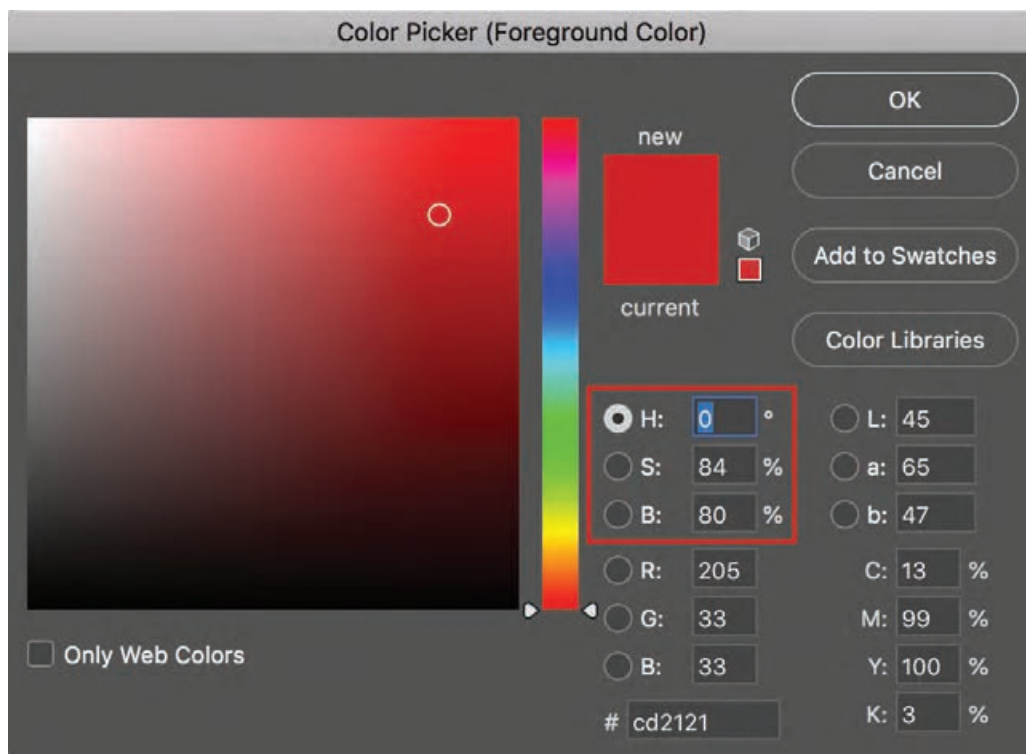 Color Picker (Foreground Color)
new
current
OK
Cancel
Add to Swatches
Color Libraries
H: 0 °
S: 84 %
B: 80 %
R: 205
G: 33
B: 33
# cd2121
L: 45
a: 65
b: 47
C: 13 %
M: 99 %
Y: 100 %
K: 3 %
Only Web Colors